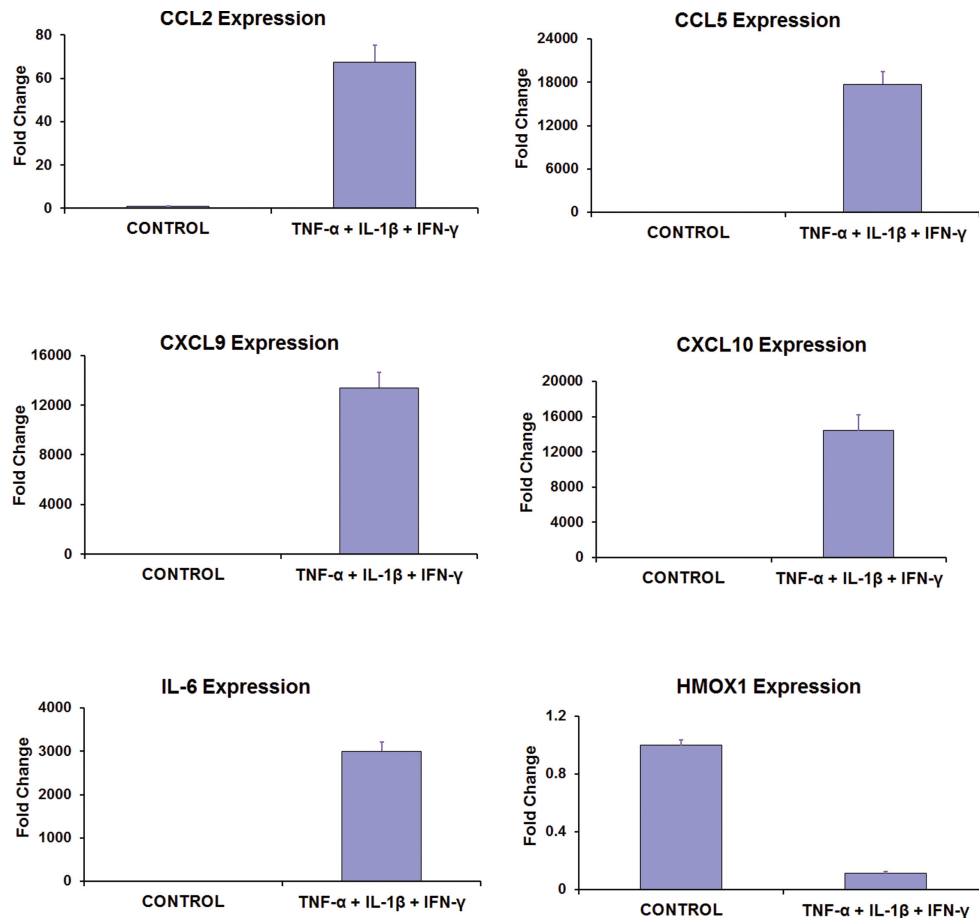 CCL2 Expression
Fold Change
80
60
40
20
0
CONTROL
TNF-α + IL-1β + IFN-γ
CCL5 Expression
Fold Change
24000
18000
12000
6000
0
CONTROL
TNF-α + IL-1β + IFN-γ
CXCL9 Expression
Fold Change
16000
12000
8000
4000
0
CONTROL
TNF-α + IL-1β + IFN-γ
CXCL10 Expression
Fold Change
20000
16000
12000
8000
4000
0
CONTROL
TNF-α + IL-1β + IFN-γ
IL-6 Expression
Fold Change
4000
3000
2000
1000
0
CONTROL
TNF-α + IL-1β + IFN-γ
HMOX1 Expression
Fold Change
1.2
0.8
0.4
0
CONTROL
TNF-α + IL-1β + IFN-γ